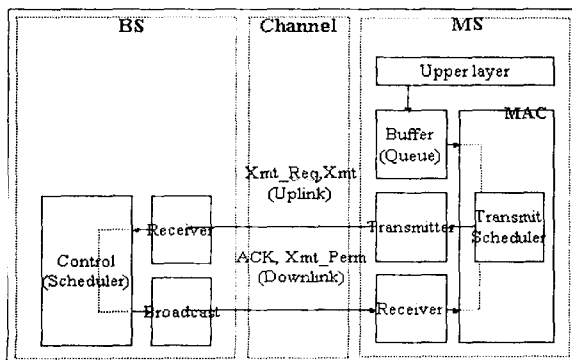 BS
Channel
MS
Upper layer
Buffer
(Queue)
MAC
Xmt_Req,Xmt
(Uplink)
Control
(Scheduler)
Receiver
Transmitter
Transmit
Scheduler
ACK, Xmt_Perm
(Downlink)
Broadcast
Receiver